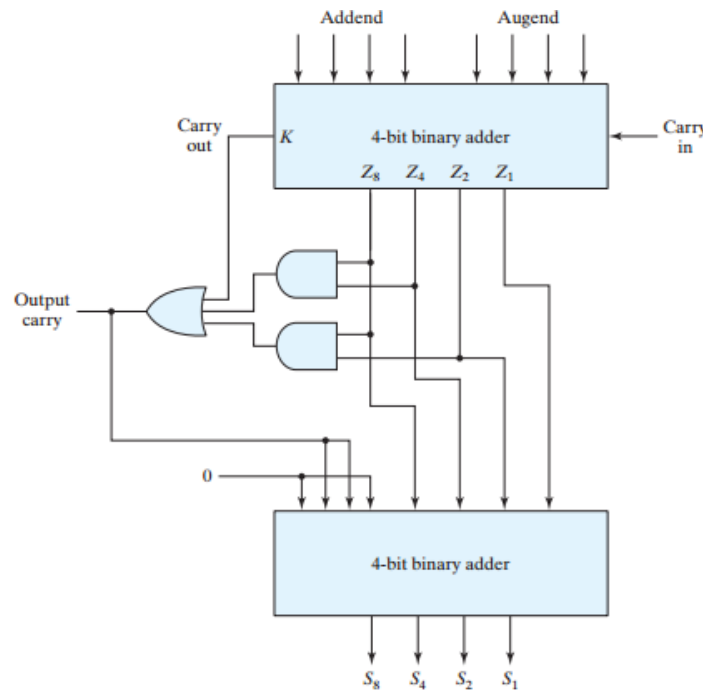 Addend Augend
Carry out
K
4-bit binary adder
Carry in
Z8 Z4 Z2 Z1
Output carry
0
4-bit binary adder
S8 S4 S2 S1